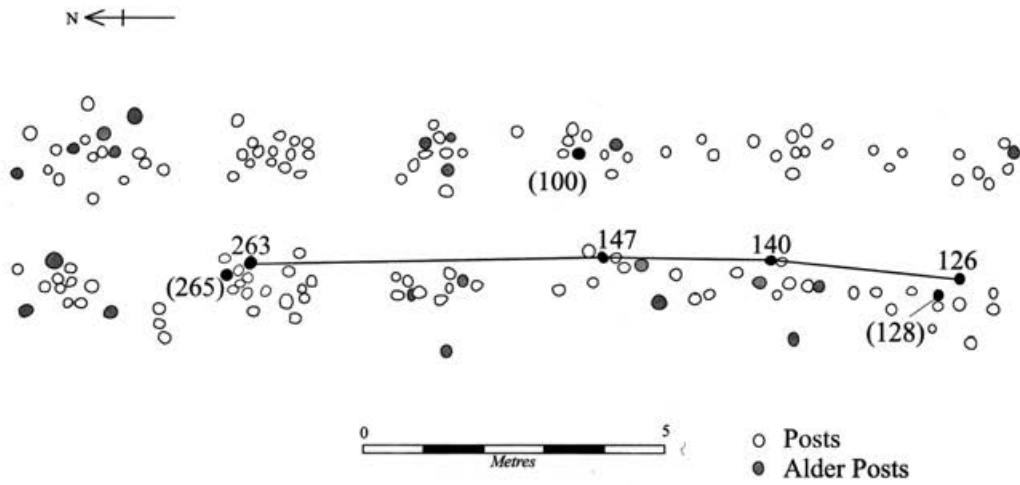 N
(100)
263
147
140
126
(265)
(128)
0
5
Metres
Posts
Alder Posts